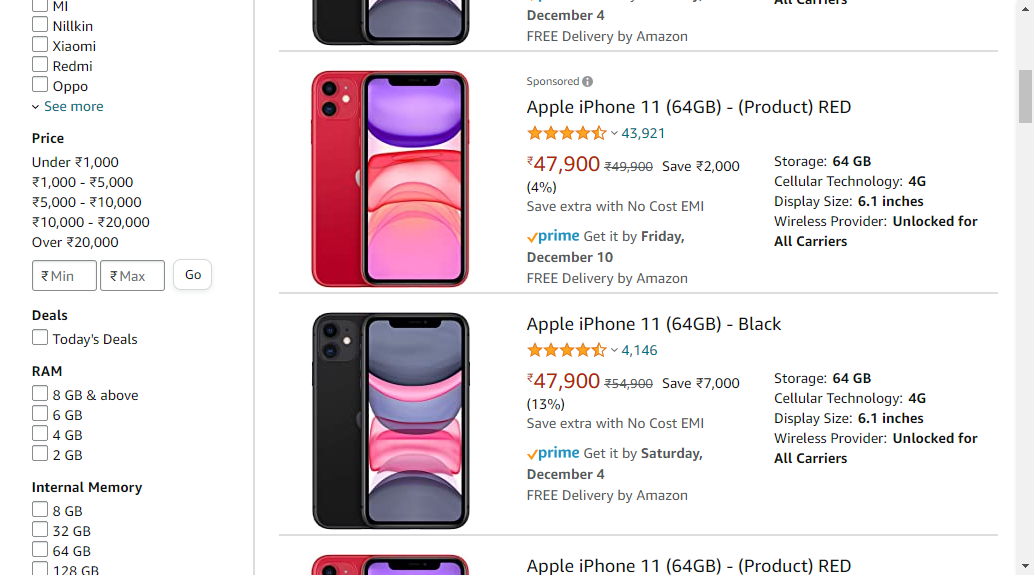 MI
Nillkin
Xiaomi
Redmi
Oppo
See more
Price
Under ₹1,000
₹1,000 - ₹5,000
₹5,000 - ₹10,000
₹10,000 - ₹20,000
Over ₹20,000
₹ Min ₹ Max Go
Deals
Today's Deals
RAM
8 GB & above
6 GB
4 GB
2 GB
Internal Memory
8 GB
32 GB
64 GB
128 GB
December 4
All Carriers
FREE Delivery by Amazon
Sponsored
Apple iPhone 11 (64GB) - (Product) RED
43,921
₹47,900 ₹49,900 Save ₹2,000
(4%)
Save extra with No Cost EMI
prime Get it by Friday,
December 10
FREE Delivery by Amazon
Storage: 64 GB
Cellular Technology: 4G
Display Size: 6.1 inches
Wireless Provider: Unlocked for
All Carriers
Apple iPhone 11 (64GB) - Black
4,146
₹47,900 ₹54,900 Save ₹7,000
(13%)
Save extra with No Cost EMI
prime Get it by Saturday,
December 4
FREE Delivery by Amazon
Storage: 64 GB
Cellular Technology: 4G
Display Size: 6.1 inches
Wireless Provider: Unlocked for
All Carriers
Apple iPhone 11 (64GB) - (Product) RED